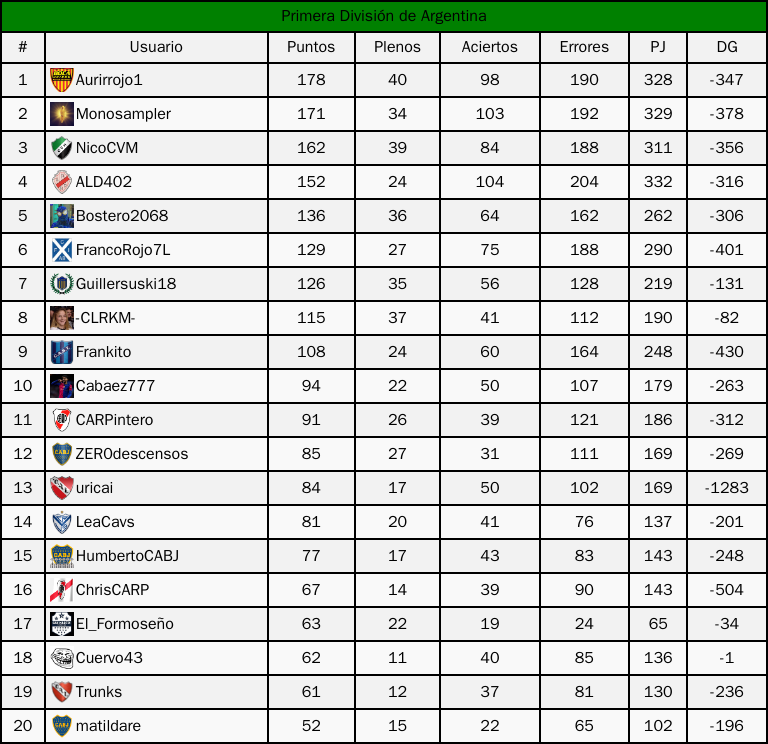 Primera División de Argentina
# Usuario Puntos Plenos Aciertos Errores PJ DG
1 Aurirrojo1 178 40 98 190 328 -347
2 Monosampler 171 34 103 192 329 -378
3 NicoCVM 162 39 84 188 311 -356
4 ALD402 152 24 104 204 332 -316
5 Bostero2068 136 36 64 162 262 -306
6 FrancoRojo7L 129 27 75 188 290 -401
7 Guillersuski18 126 35 56 128 219 -131
8 -CLRKM- 115 37 41 112 190 -82
9 Frankito 108 24 60 164 248 -430
10 Cabaez777 94 22 50 107 179 -263
11 CARPintero 91 26 39 121 186 -312
12 ZEROdescensos 85 27 31 111 169 -269
13 uricai 84 17 50 102 169 -1283
14 LeaCavs 81 20 41 76 137 -201
15 HumbertoCABJ 77 17 43 83 143 -248
16 ChrisCARP 67 14 39 90 143 -504
17 El_Formoseño 63 22 19 24 65 -34
18 Cuervo43 62 11 40 85 136 -1
19 Trunks 61 12 37 81 130 -236
20 matildare 52 15 22 65 102 -196